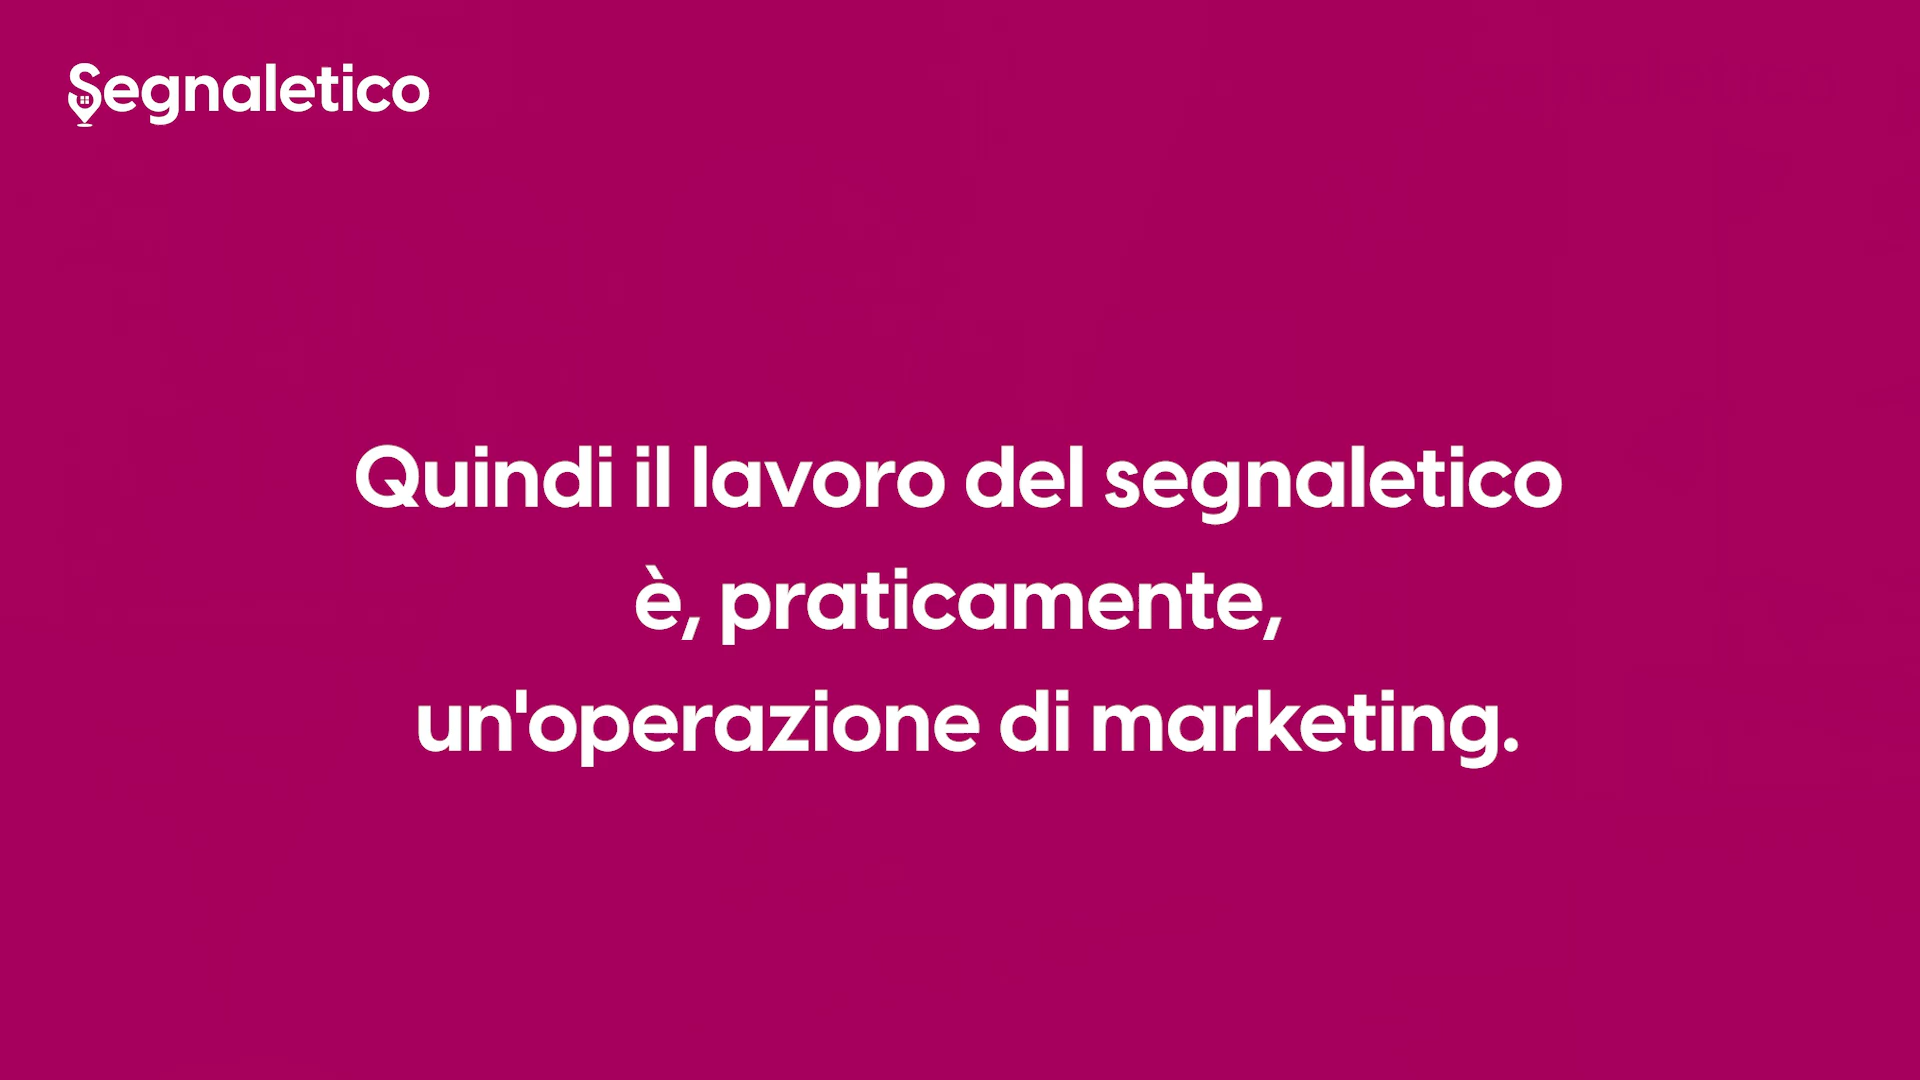 Segnaletico
Quindi il lavoro del segnaletico
è, praticamente,
un'operazione di marketing.